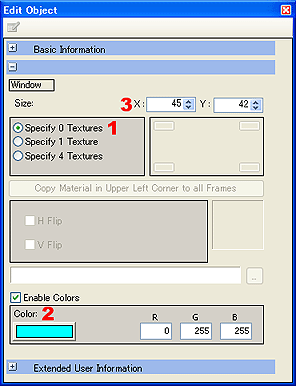 Edit Object
Basic Information
Window
Size: 3 X: 45 Y: 42
Specify 0 Textures 1
Specify 1 Texture
Specify 4 Textures
Copy Material in Upper Left Corner to all Frames
H Flip
V Flip
..
Enable Colors
Color: 2 R G B
0 255 255
Extended User Information